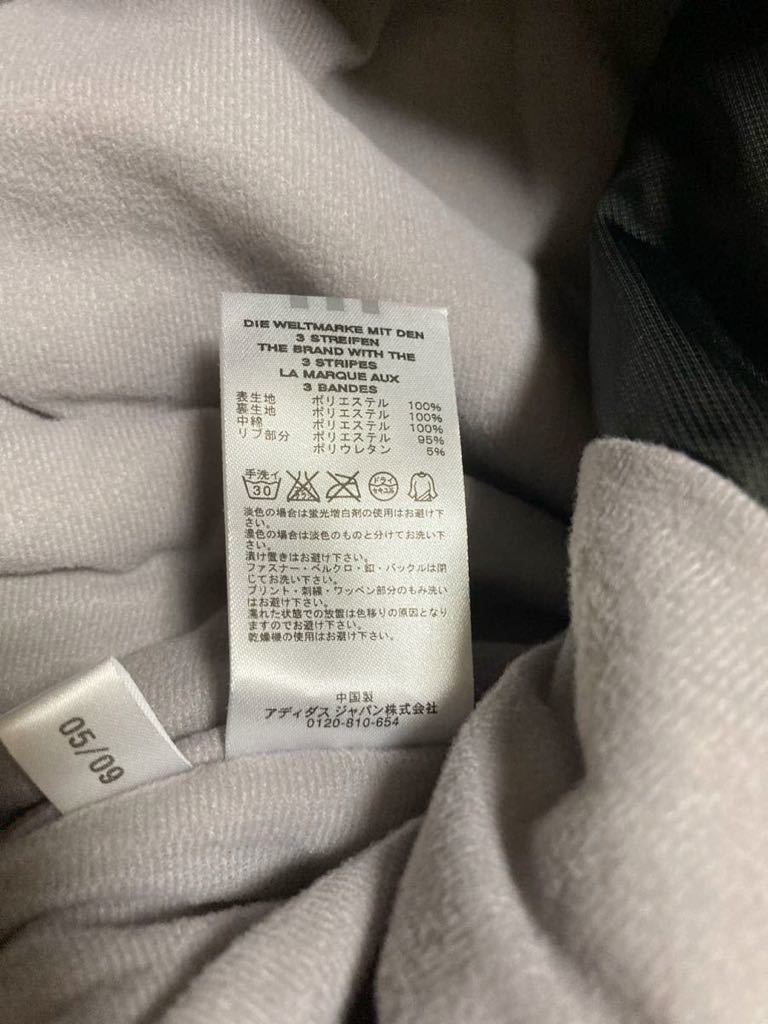 DIE WELTMARKE MIT DEN
3 STREIFEN
THE BRAND WITH THE
3 STRIPES
LA MARQUE AUX
3 BANDES
表生地 ポリエステル 100%
裏生地 ポリエステル 100%
中綿 ポリエステル 100%
リブ部分 ポリエステル 95%
ポリウレタン 5%
手洗イ
30
ドライ
セキユ系
淡色の場合は蛍光増白剤の使用はお避け下
さい。
濃色の場合は淡色のものと分けてお洗い下
さい。
漬け置きはお避け下さい。
ファスナー・ベルクロ・釦・バックルは閉
じてお洗い下さい。
プリント・刺繍・ワッペン部分のもみ洗い
はお避け下さい。
濡れた状態での放置は色移りの原因となり
ますのでお避け下さい。
乾燥機の使用はお避け下さい。
中国製
アディダス ジャパン株式会社
0120-810-654
05/09